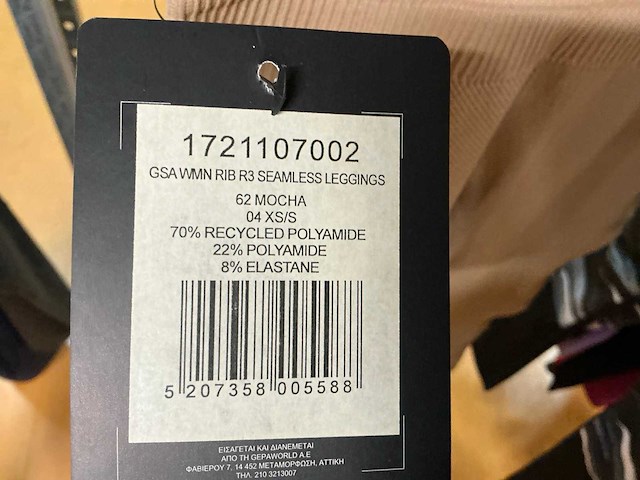 1721107002
GSA WMN RIB R3 SEAMLESS LEGGINGS
62 MOCHA
04 XS/S
70% RECYCLED POLYAMIDE
22% POLYAMIDE
8% ELASTANE
5 207358 005588
ΕΙΣΑΓΕΤΑΙ ΚΑΙ ΔΙΑΝΕΜΕΤΑΙ
ΑΠΟ ΤΗ GEPAWORLD A.E
ΦΑΒΙΕΡΟΥ 7, 14 452 ΜΕΤΑΜΟΡΦΩΣΗ, ΑΤΤΙΚΗ
ΤΗΛ. 210 3213007